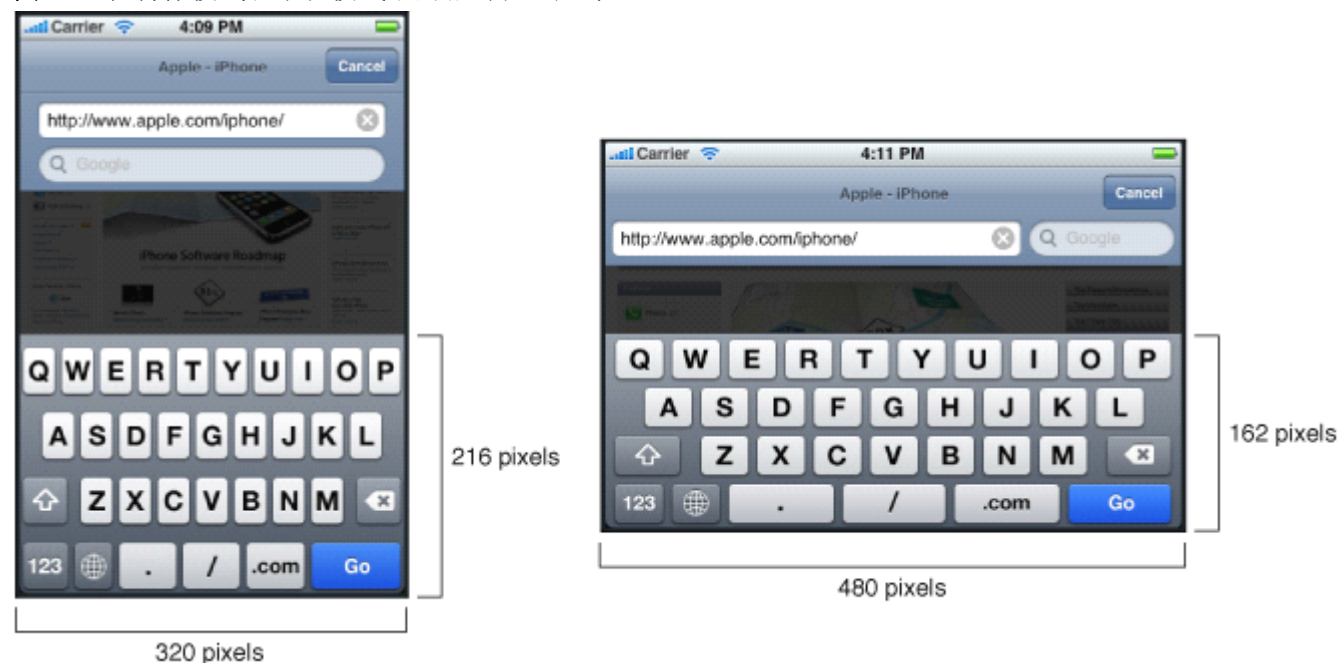 Carrier 4:09 PM
Apple - iPhone Cancel
http://www.apple.com/iphone/
Google
iPhone Software Roadmap
Q W E R T Y U I O P
A S D F G H J K L
Z X C V B N M
123 . / .com Go
216 pixels
320 pixels
Carrier 4:11 PM
Apple - iPhone Cancel
http://www.apple.com/iphone/ Google
Q W E R T Y U I O P
A S D F G H J K L
Z X C V B N M
123 . / .com Go
162 pixels
480 pixels